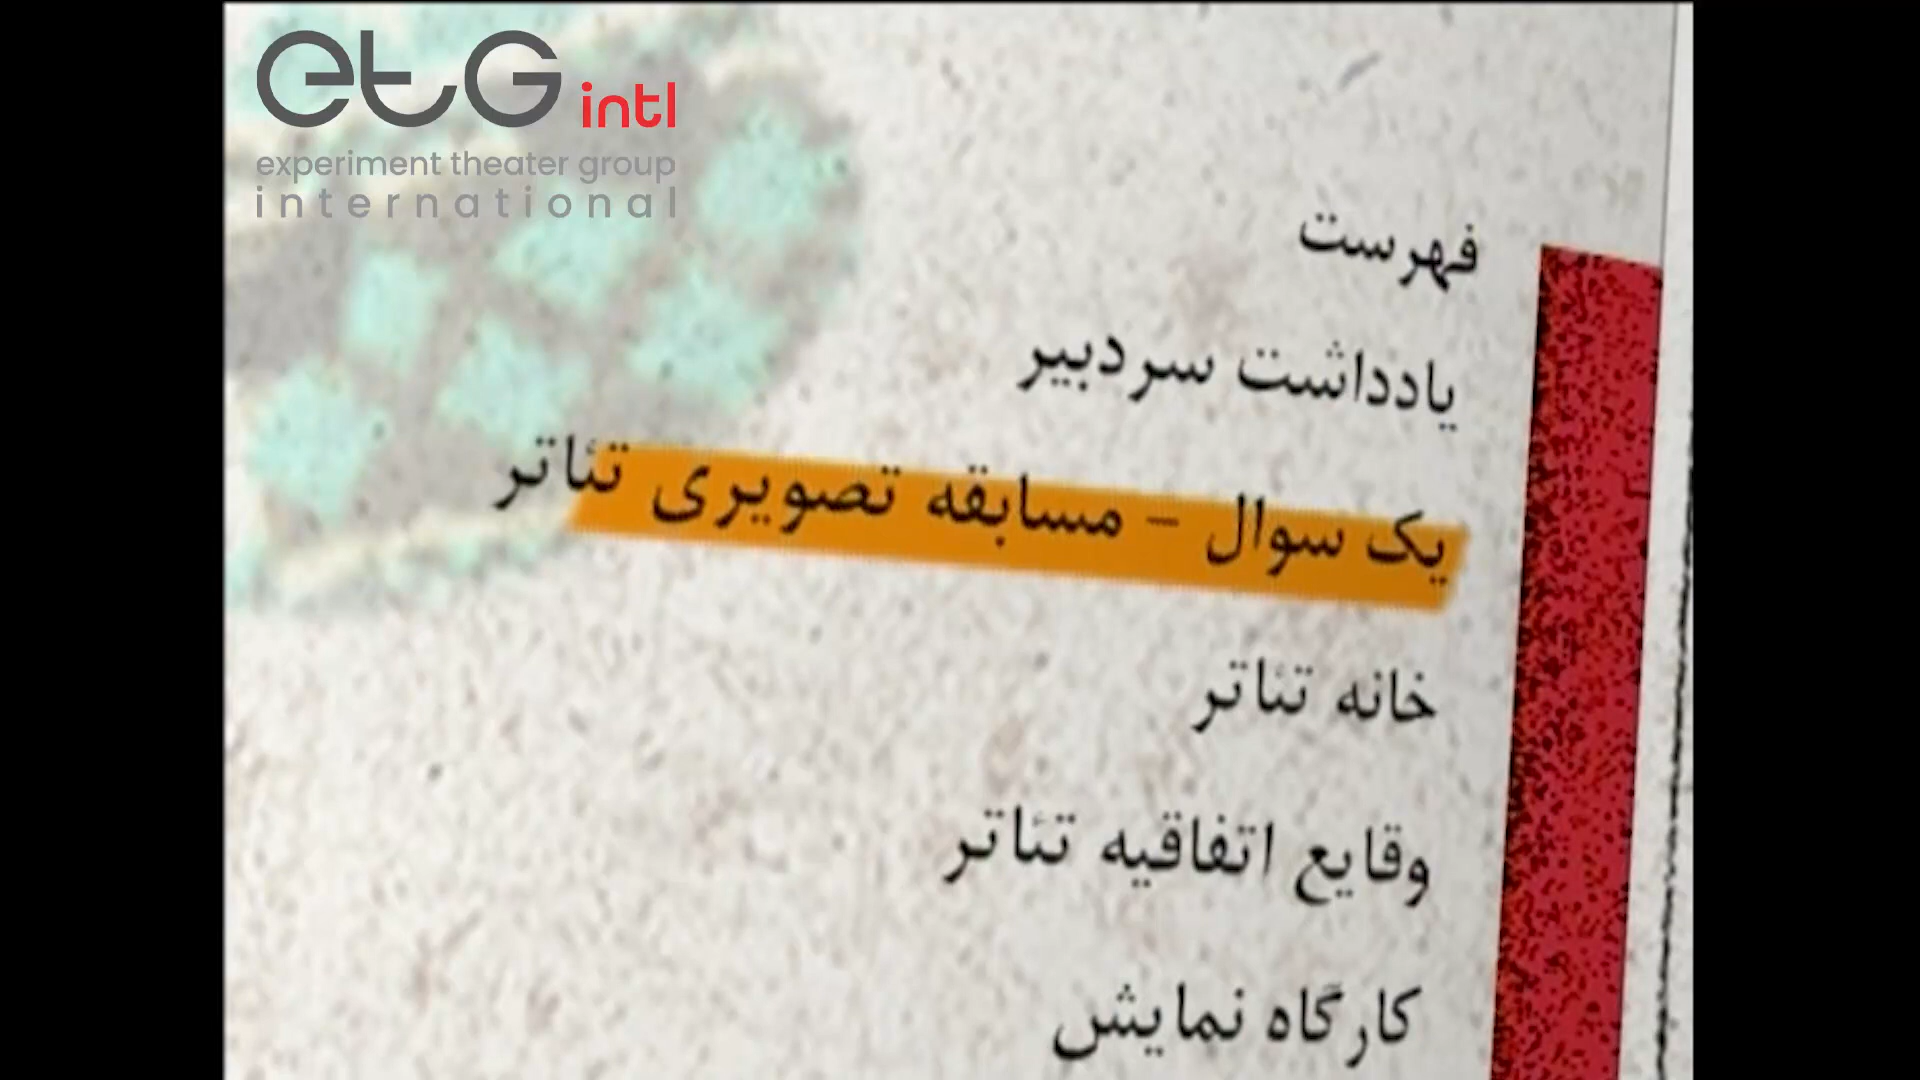 etG intl
experiment theater group
international
فهرست
یادداشت سردبیر
یک سوال – مسابقه تصویری تئاتر
خانه تئاتر
وقایع اتفاقیه تئاتر
کارگاه نمایش